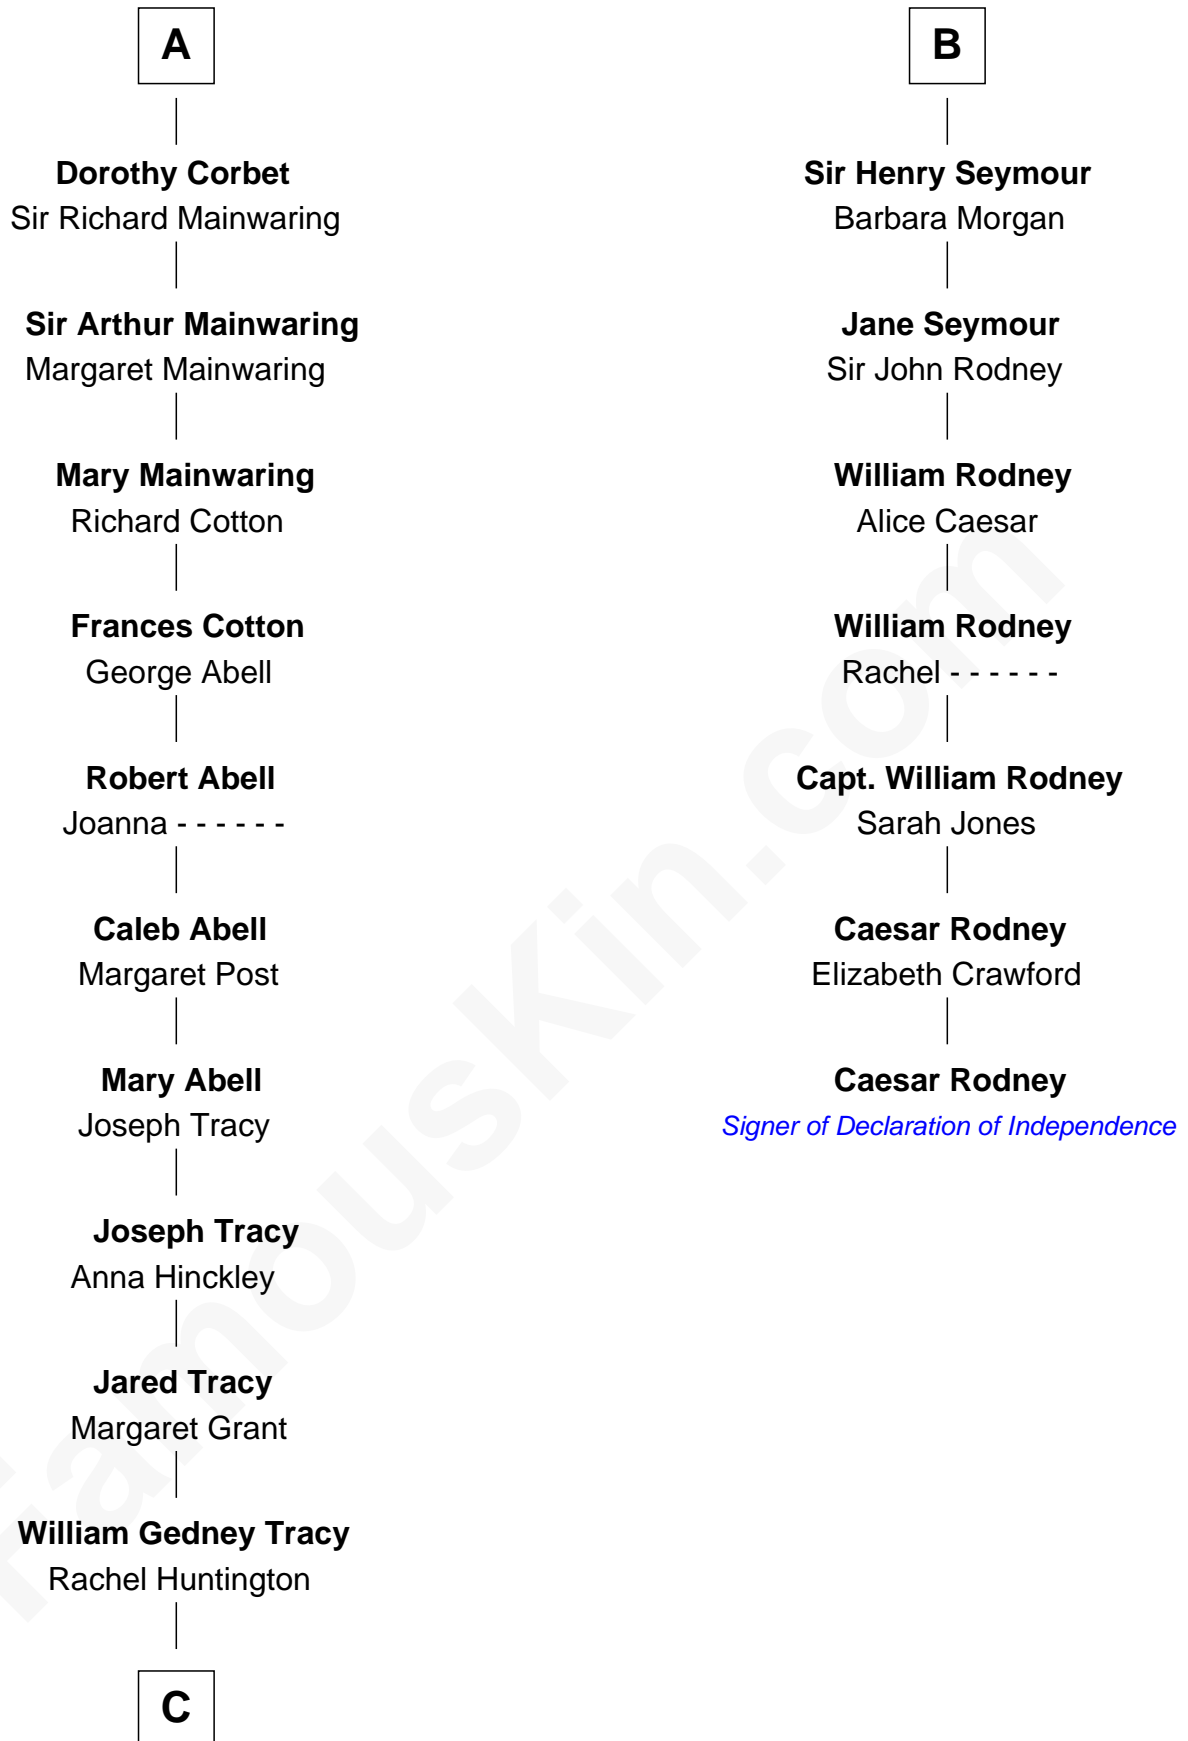 A
Dorothy Corbet
Sir Richard Mainwaring
Sir Arthur Mainwaring
Margaret Mainwaring
Mary Mainwaring
Richard Cotton
Frances Cotton
George Abell
Robert Abell
Joanna - - - - - -
Caleb Abell
Margaret Post
Mary Abell
Joseph Tracy
Joseph Tracy
Anna Hinckley
Jared Tracy
Margaret Grant
William Gedney Tracy
Rachel Huntington
C
B
Sir Henry Seymour
Barbara Morgan
Jane Seymour
Sir John Rodney
William Rodney
Alice Caesar
William Rodney
Rachel - - - - - -
Capt. William Rodney
Sarah Jones
Caesar Rodney
Elizabeth Crawford
Caesar Rodney
Signer of Declaration of Independence
FamousKin.com